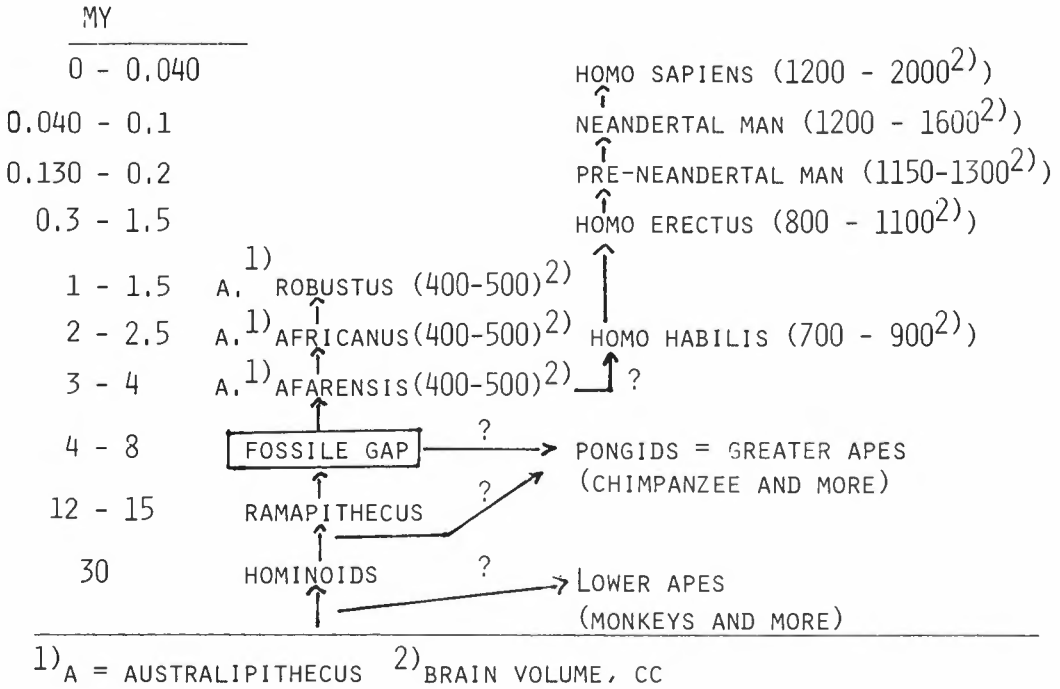 MY
0 - 0.040 HOMO SAPIENS (1200 - 2000²⁾)
0.040 - 0.1 NEANDERTAL MAN (1200 - 1600²⁾)
0.130 - 0.2 PRE-NEANDERTAL MAN (1150-1300²⁾)
0.3 - 1.5 HOMO ERECTUS (800 - 1100²⁾)
1 - 1.5 A.¹⁾ ROBUSTUS (400-500)²⁾
2 - 2.5 A.¹⁾ AFRICANUS (400-500)²⁾ HOMO HABILIS (700 - 900²⁾)
3 - 4 A.¹⁾ AFARENSIS (400-500)²⁾ ?
4 - 8 FOSSILE GAP ? PONGIDS = GREATER APES
(CHIMPANZEE AND MORE)
12 - 15 RAMAPITHECUS ?
30 HOMINOIDS ? LOWER APES
(MONKEYS AND MORE)
¹⁾A = AUSTRALIPITHECUS ²⁾BRAIN VOLUME, CC